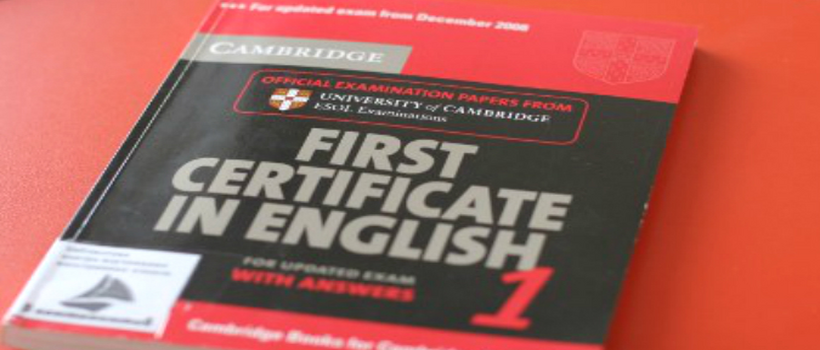 For updated exam from December 2008
CAMBRIDGE
OFFICIAL EXAMINATION PAPERS FROM
UNIVERSITY of CAMBRIDGE
ESOL Examinations
FIRST
CERTIFICATE
IN ENGLISH
FOR UPDATED EXAM
WITH ANSWERS
1
Cambridge Books for Cambridge